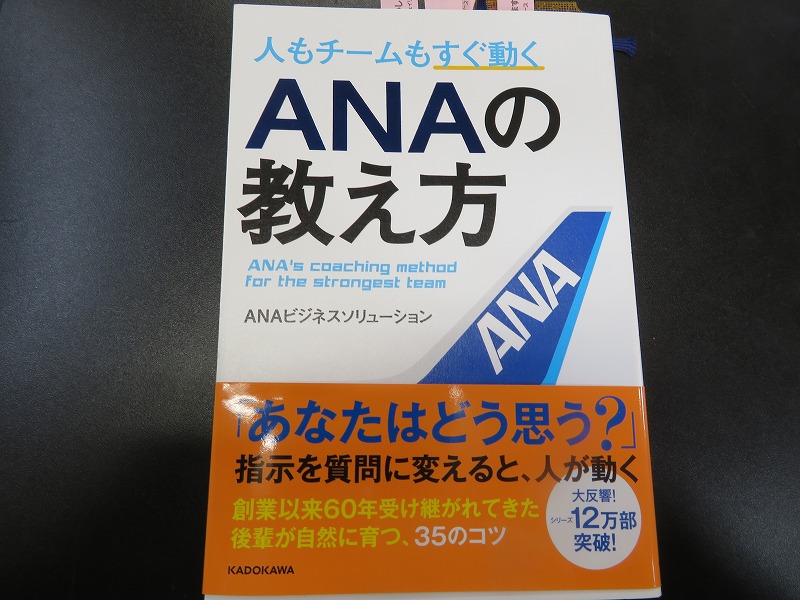 人もチームもすぐ動く
ANAの
教え方
ANA's coaching method
for the strongest team
ANAビジネスソリューション
ANA
「あなたはどう思う?」
指示を質問に変えると、人が動く
創業以来60年受け継がれてきた
後輩が自然に育つ、35のコツ
大反響!
シリーズ12万部
突破!
KADOKAWA